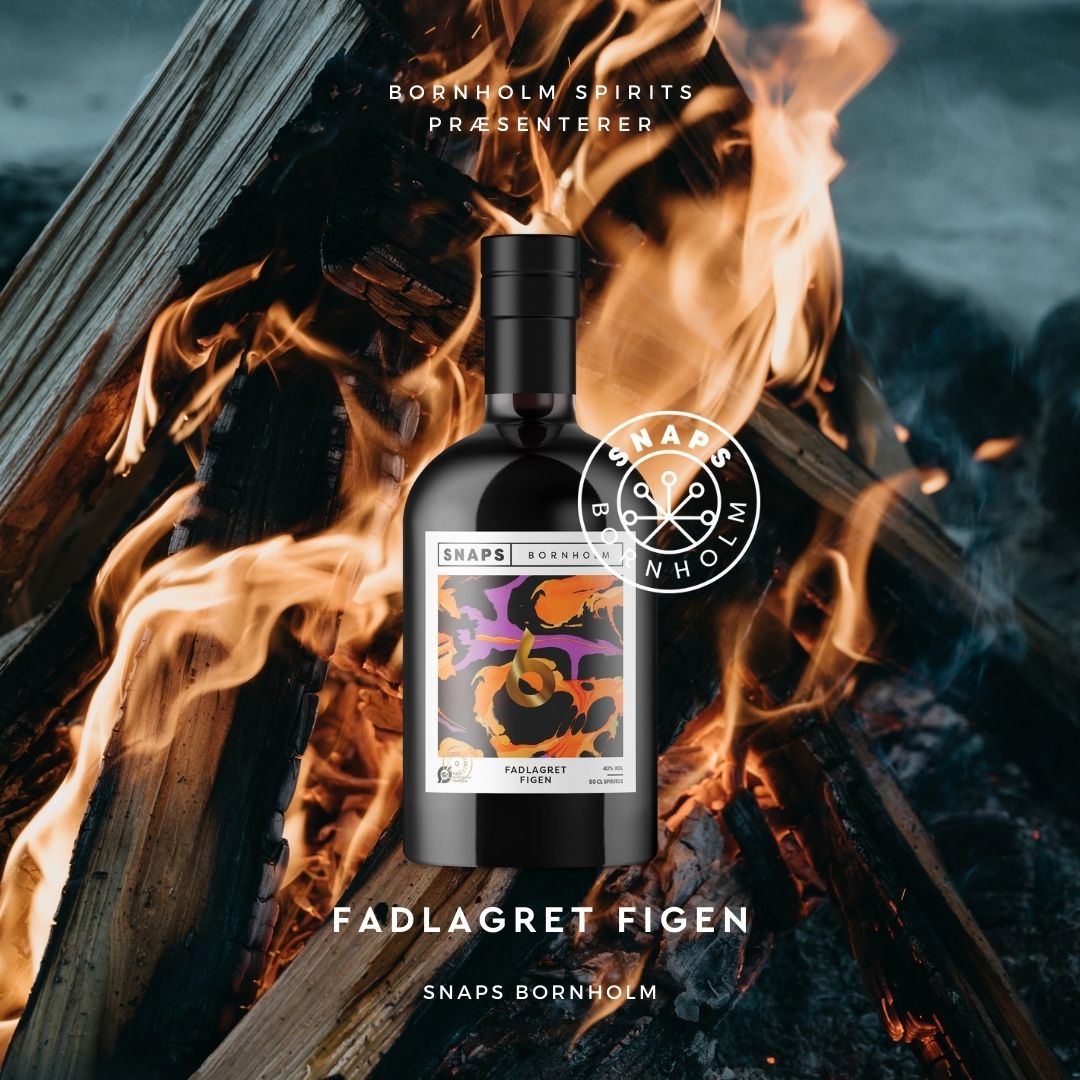 BORNHOLM SPIRITS
PRÆSENTERER
SNAPS
BORNHOLM
SNAPS BORNHOLM
6
FADLAGRET
FIGEN
40% VOL
50 CL SPIRITUS
FADLAGRET FIGEN
SNAPS BORNHOLM